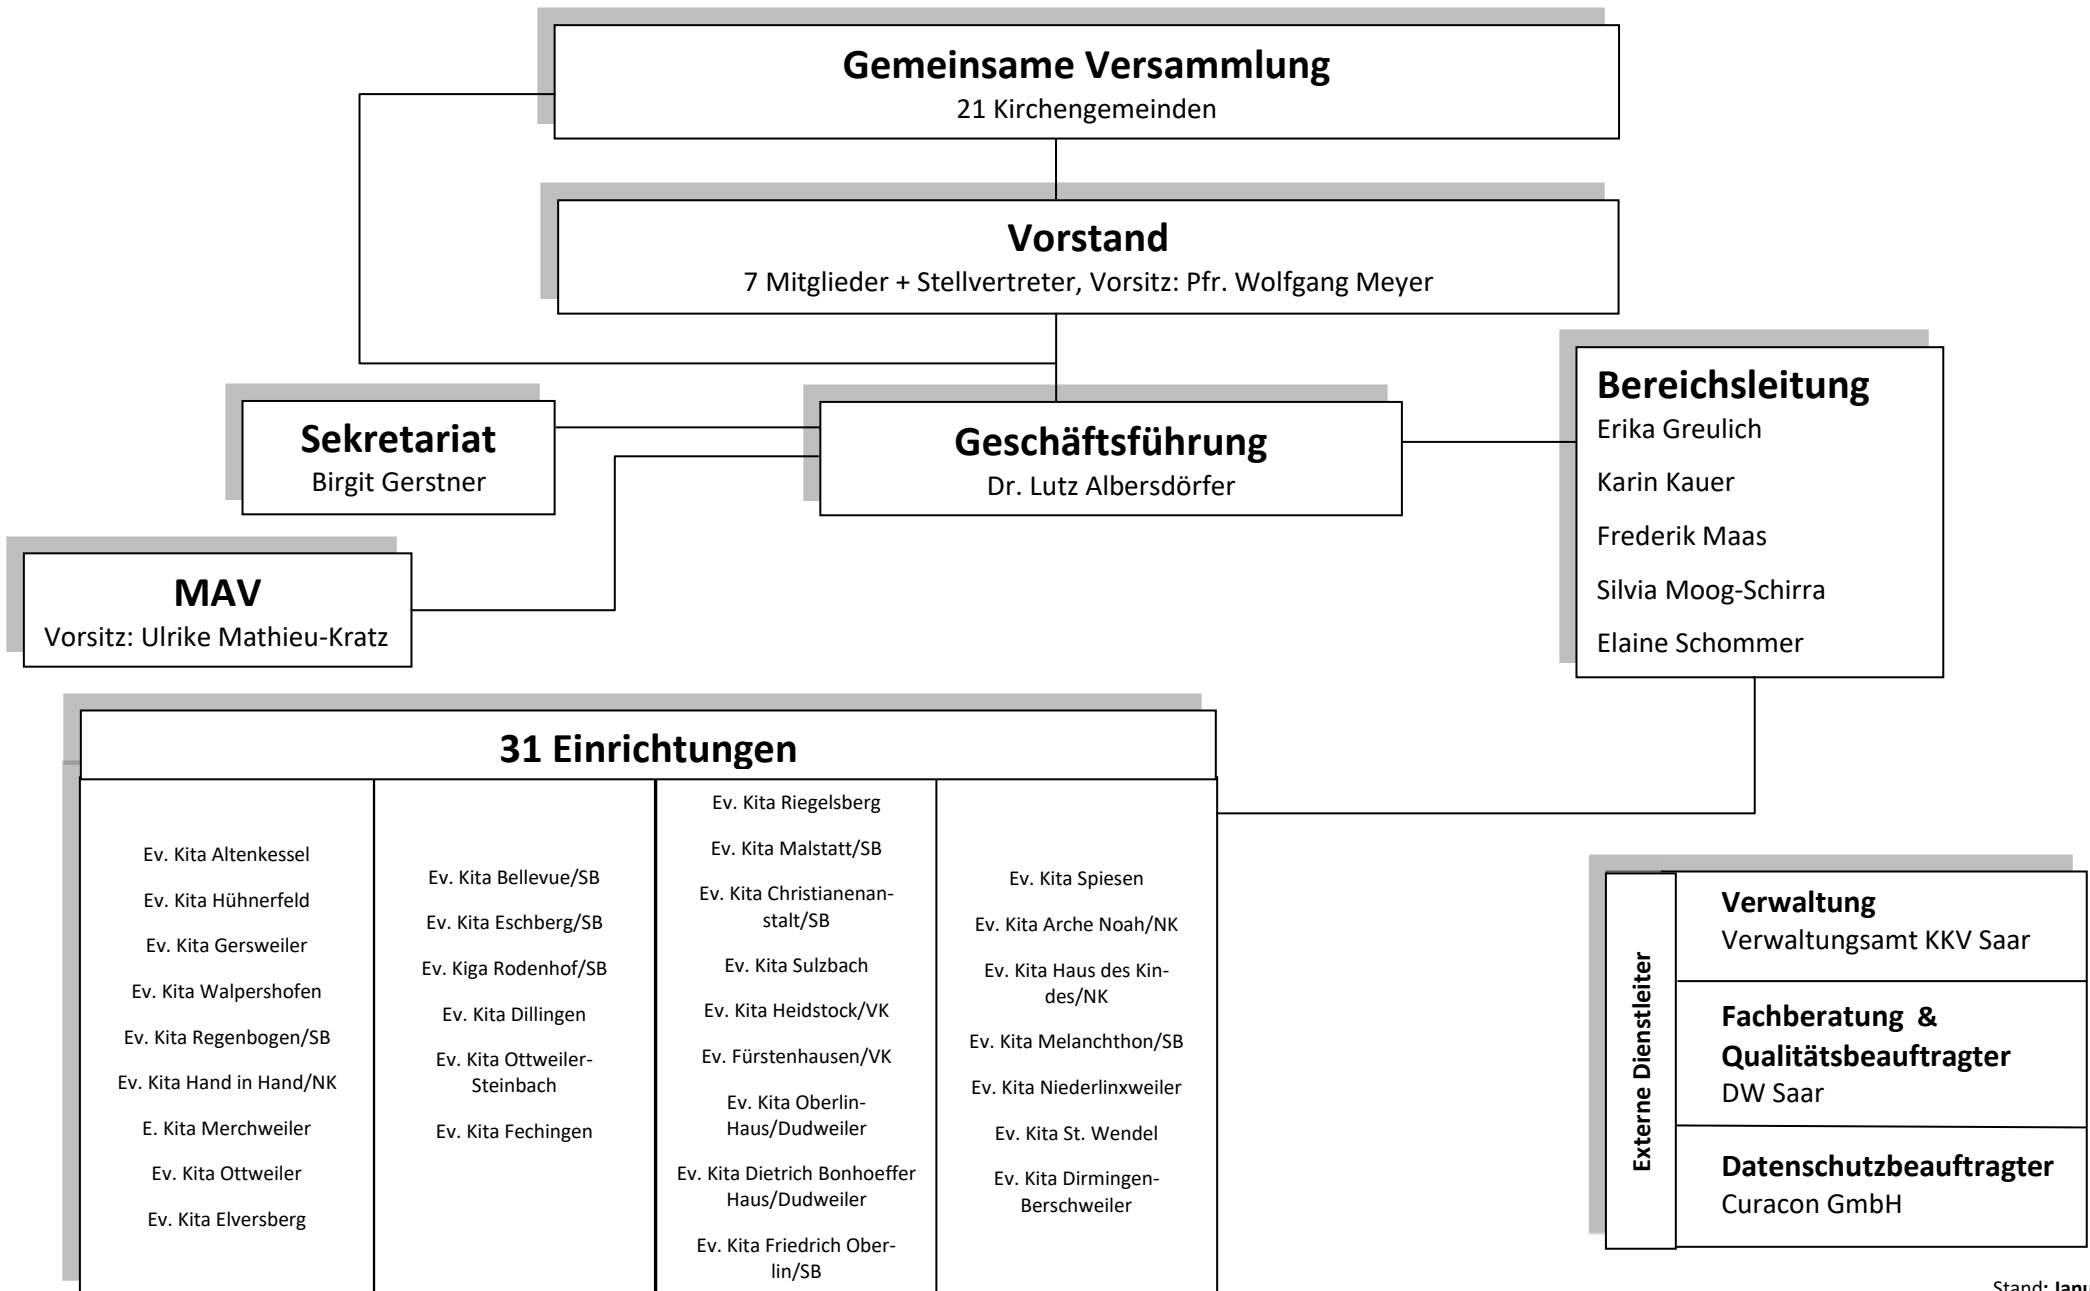 Gemeinsame Versammlung
21 Kirchengemeinden
Vorstand
7 Mitglieder + Stellvertreter, Vorsitz: Pfr. Wolfgang Meyer
Sekretariat
Birgit Gerstner
Geschäftsführung
Dr. Lutz Albersdörfer
Bereichsleitung
Erika Greulich
Karin Kauer
Frederik Maas
Silvia Moog-Schirra
Elaine Schommer
MAV
Vorsitz: Ulrike Mathieu-Kratz
31 Einrichtungen
Ev. Kita Altenkessel
Ev. Kita Hühnerfeld
Ev. Kita Gersweiler
Ev. Kita Walpershofen
Ev. Kita Regenbogen/SB
Ev. Kita Hand in Hand/NK
E. Kita Merchweiler
Ev. Kita Ottweiler
Ev. Kita Elversberg
Ev. Kita Bellevue/SB
Ev. Kita Eschberg/SB
Ev. Kiga Rodenhof/SB
Ev. Kita Dillingen
Ev. Kita Ottweiler-
Steinbach
Ev. Kita Fechingen
Ev. Kita Riegelsberg
Ev. Kita Malstatt/SB
Ev. Kita Christianenan-
stalt/SB
Ev. Kita Sulzbach
Ev. Kita Heidstock/VK
Ev. Fürstenhausen/VK
Ev. Kita Oberlin-
Haus/Dudweiler
Ev. Kita Dietrich Bonhoeffer
Haus/Dudweiler
Ev. Kita Friedrich Ober-
lin/SB
Ev. Kita Spiesen
Ev. Kita Arche Noah/NK
Ev. Kita Haus des Kin-
des/NK
Ev. Kita Melanchthon/SB
Ev. Kita Niederlinxweiler
Ev. Kita St. Wendel
Ev. Kita Dirmingen-
Berschweiler
Externe Dienstleiter
Verwaltung
Verwaltungsamt KKV Saar
Fachberatung &
Qualitätsbeauftragter
DW Saar
Datenschutzbeauftragter
Curacon GmbH
Stand: